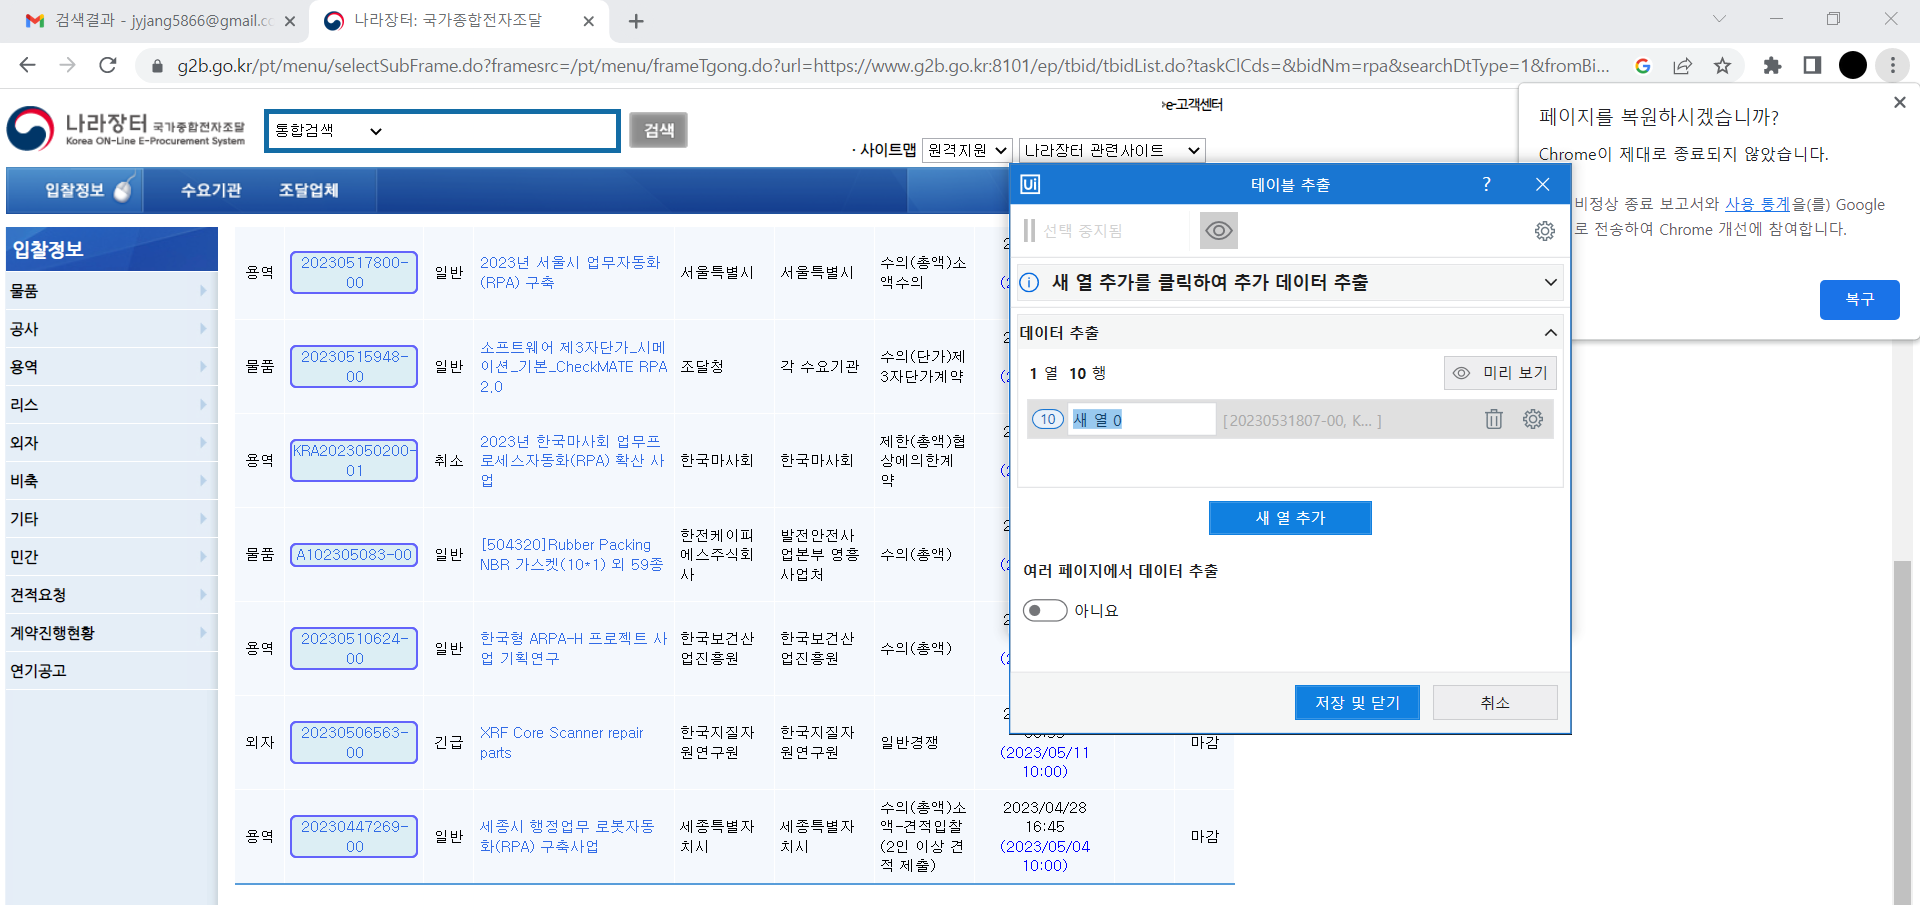 검색결과 - jyjang5866@gmail.co
나라장터: 국가종합전자조달
g2b.go.kr/pt/menu/selectSubFrame.do?framesrc=/pt/menu/frameTgong.do?url=https://www.g2b.go.kr:8101/ep/tbid/tbidList.do?taskClCds=&bidNm=rpa&searchDtType=1&fromBi...
페이지를 복원하시겠습니까?
Chrome이 제대로 종료되지 않았습니다.
비정상 종료 보고서와 사용 통계을(를) Google
로 전송하여 Chrome 개선에 참여합니다.
복구
나라장터 국가종합전자조달
Korea ON-Line E-Procurement System
통합검색
검색
e-고객센터
· 사이트맵
원격지원
나라장터 관련사이트
입찰정보
수요기관
조달업체
입찰정보
물품
공사
용역
리스
외자
비축
기타
민간
견적요청
계약진행현황
연기공고
용역
20230517800-
00
일반
2023년 서울시 업무자동화
(RPA) 구축
서울특별시
서울특별시
수의(총액)소
액수의
물품
20230515948-
00
일반
소프트웨어 제3자단가_시메
이션_기본_CheckMATE RPA
2.0
조달청
각 수요기관
수의(단가)제
3자단가계약
용역
KRA2023050200-
01
취소
2023년 한국마사회 업무프
로세스자동화(RPA) 확산 사
업
한국마사회
한국마사회
제한(총액)협
상에의한계
약
물품
A102305083-00
일반
[504320]Rubber Packing
NBR 가스켓(10*1) 외 59종
한전케이피
에스주식회
사
발전안전사
업본부 영흥
사업처
수의(총액)
용역
20230510624-
00
일반
한국형 ARPA-H 프로젝트 사
업 기획연구
한국보건산
업진흥원
한국보건산
업진흥원
수의(총액)
외자
20230506563-
00
긴급
XRF Core Scanner repair
parts
한국지질자
원연구원
한국지질자
원연구원
일반경쟁
(2023/05/11
10:00)
마감
용역
20230447269-
00
일반
세종시 행정업무 로봇자동
화(RPA) 구축사업
세종특별자
치시
세종특별자
치시
수의(총액)소
액-견적입찰
(2인 이상 견
적 제출)
2023/04/28
16:45
(2023/05/04
10:00)
마감
Ui
테이블 추출
?
선택 중지됨
새 열 추가를 클릭하여 추가 데이터 추출
데이터 추출
1 열 10 행
미리 보기
10
새 열 0
[20230531807-00, K... ]
새 열 추가
여러 페이지에서 데이터 추출
아니요
저장 및 닫기
취소